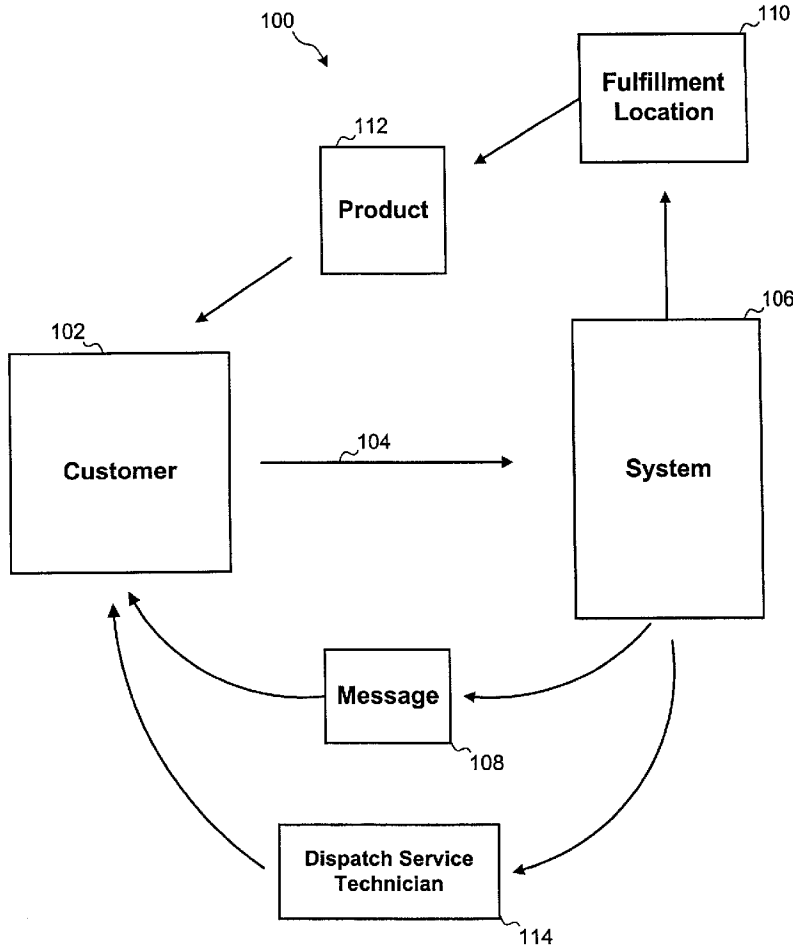 100
110
Fulfillment
Location
112
Product
106
102
Customer
104
System
Message
108
Dispatch Service
Technician
114